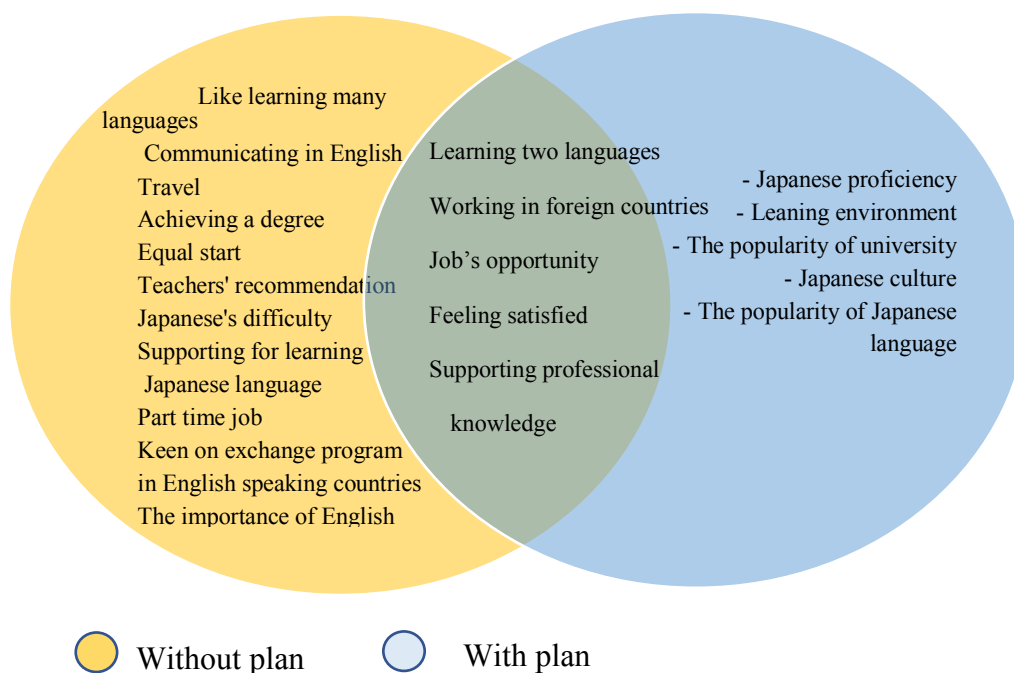 Like learning many
languages
Communicating in English
Travel
Achieving a degree
Equal start
Teachers' recommendation
Japanese's difficulty
Supporting for learning
Japanese language
Part time job
Keen on exchange program
in English speaking countries
The importance of English
Learning two languages
Working in foreign countries
Job's opportunity
Feeling satisfied
Supporting professional
knowledge
- Japanese proficiency
- Leaning environment
- The popularity of university
- Japanese culture
- The popularity of Japanese
language
Without plan
With plan